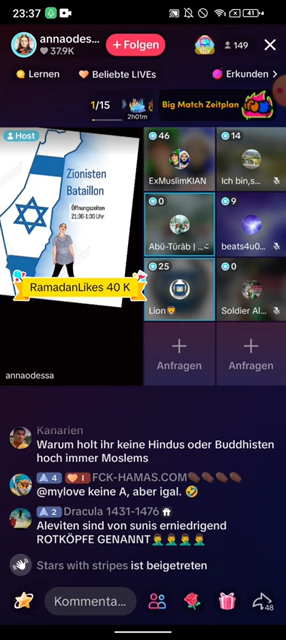 23:37
41
annaodes...
37.9K
+ Folgen
149
Lernen
Beliebte LIVEs
Erkunden
1/15
2h01m
Big Match Zeitplan
Host
Zionisten
Bataillon
Öffnungszeiten
21:30-1:30 Uhr
RamadanLikes 40 K
annaodessa
46
ExMuslimKIAN
14
Ich bin,s...
0
Abū-Tūrāb | ...
9
beats4u0...
25
Lion
0
Soldier Al...
Anfragen
Anfragen
Kanarien
Warum holt ihr keine Hindus oder Buddhisten
hoch immer Moslems
4 I FCK-HAMAS.COM
@mylove keine A, aber igal. 🤣
2 Dracula 1431-1476
Aleviten sind von sunis erniedrigend
ROTKÖPFE GENANNT
Stars with stripes ist beigetreten
Kommenta...
48